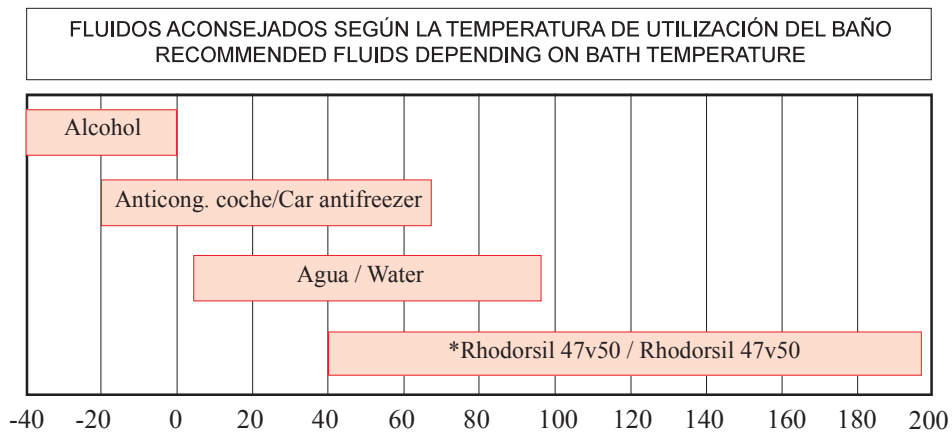 FLUIDOS ACONSEJADOS SEGÚN LA TEMPERATURA DE UTILIZACIÓN DEL BAÑO
RECOMMENDED FLUIDS DEPENDING ON BATH TEMPERATURE
Alcohol
Anticong. coche/Car antifreezer
Agua / Water
*Rhodorsil 47v50 / Rhodorsil 47v50
-40 -20 0 20 40 60 80 100 120 140 160 180 200